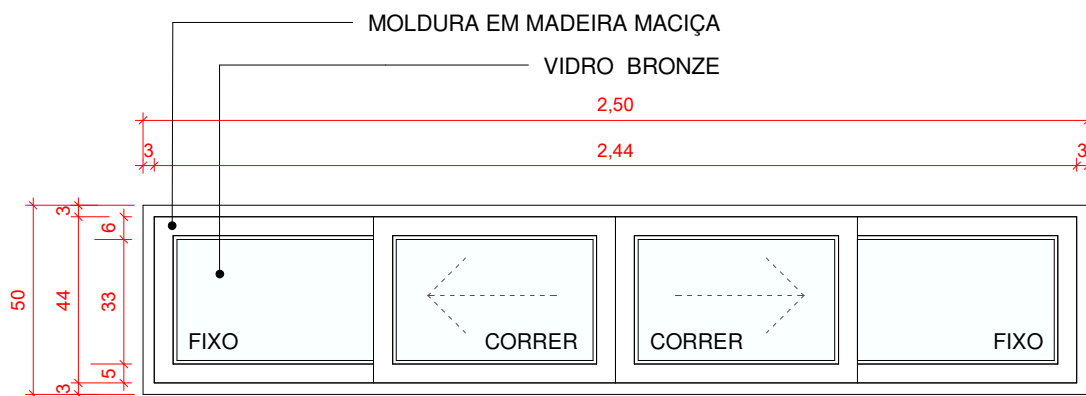 MOLDURA EM MADEIRA MACIÇA
VIDRO BRONZE
2,50
3 2,44 3
3
6
50 44 33
5
3
FIXO CORRER CORRER FIXO